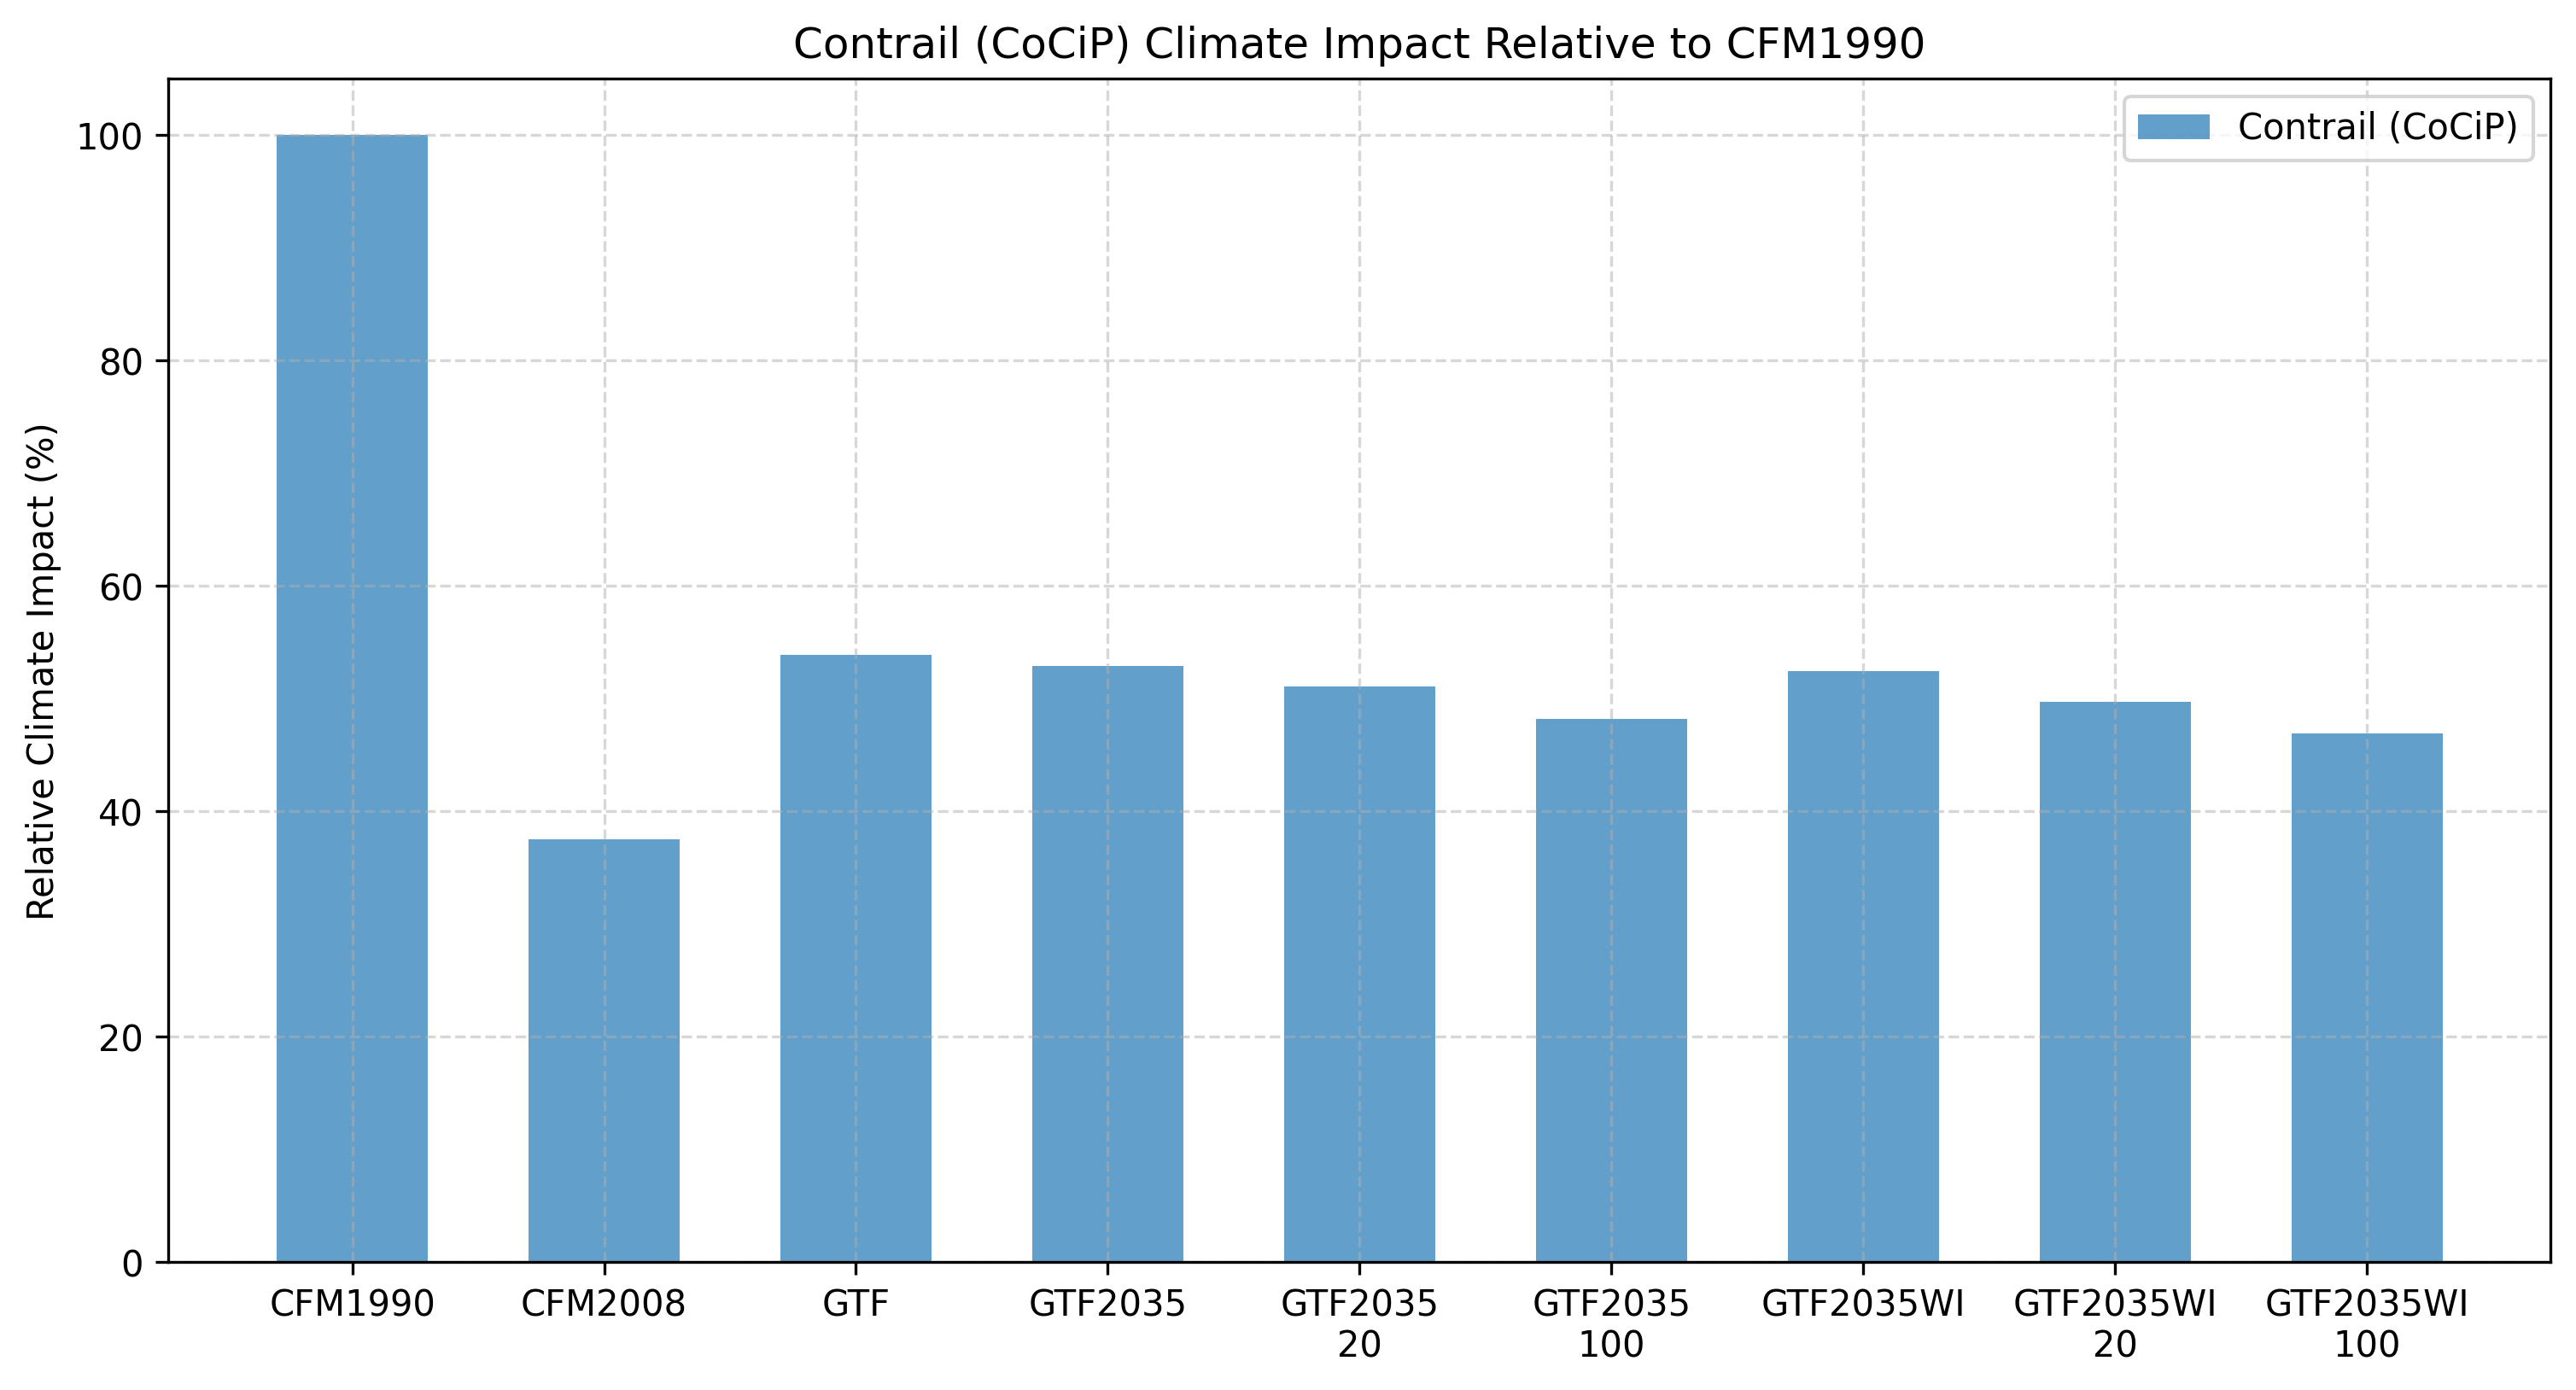 Contrail (CoCiP) Climate Impact Relative to CFM1990
Contrail (CoCiP)
Relative Climate Impact (%)
100
80
60
40
20
0
CFM1990
CFM2008
GTF
GTF2035
GTF2035
20
GTF2035
100
GTF2035WI
GTF2035WI
20
GTF2035WI
100